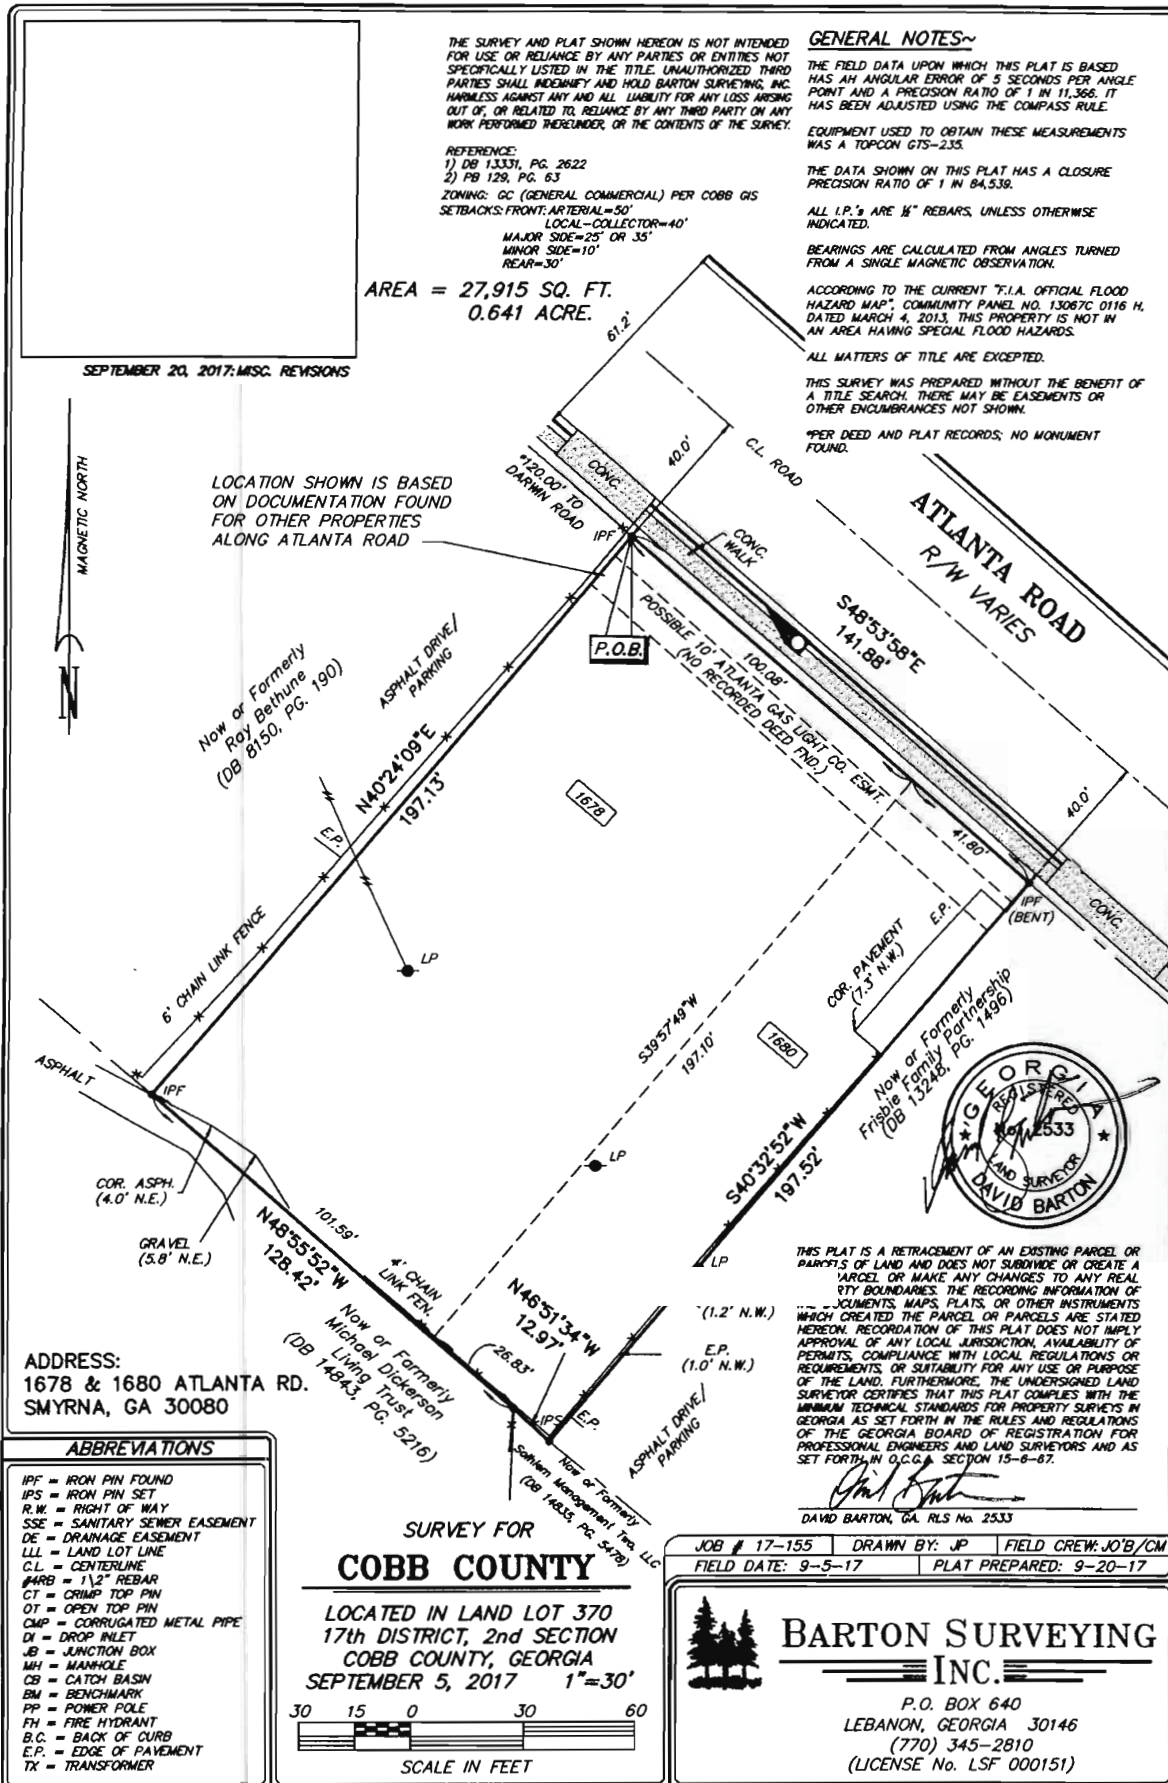 THE SURVEY AND PLAT SHOWN HEREON IS NOT INTENDED
FOR USE OR RELIANCE BY ANY PARTIES OR ENTITIES NOT
SPECIFICALLY LISTED IN THE TITLE. UNAUTHORIZED THIRD
PARTIES SHALL INDEMNIFY AND HOLD BARTON SURVEYING, INC.
HARMLESS AGAINST ANY AND ALL LIABILITY FOR ANY LOSS ARISING
OUT OF, OR RELATED TO, RELIANCE BY ANY THIRD PARTY ON ANY
WORK PERFORMED THEREUNDER, OR THE CONTENTS OF THE SURVEY.
REFERENCE:
1) DB 13331, PG. 2622
2) PB 129, PG. 63
ZONING: GC (GENERAL COMMERCIAL) PER COBB GIS
SETBACKS: FRONT: ARTERIAL=50'
LOCAL-COLLECTOR=40'
MAJOR SIDE=25' OR 35'
MINOR SIDE=10'
REAR=30'
AREA = 27,915 SQ. FT.
0.641 ACRE.
GENERAL NOTES~
THE FIELD DATA UPON WHICH THIS PLAT IS BASED
HAS AH ANGULAR ERROR OF 5 SECONDS PER ANGLE
POINT AND A PRECISION RATIO OF 1 IN 11,366. IT
HAS BEEN ADJUSTED USING THE COMPASS RULE.
EQUIPMENT USED TO OBTAIN THESE MEASUREMENTS
WAS A TOPCON GTS-235.
THE DATA SHOWN ON THIS PLAT HAS A CLOSURE
PRECISION RATIO OF 1 IN 84,539.
ALL I.P.'s ARE ½" REBARS, UNLESS OTHERWISE
INDICATED.
BEARINGS ARE CALCULATED FROM ANGLES TURNED
FROM A SINGLE MAGNETIC OBSERVATION.
ACCORDING TO THE CURRENT "F.I.A. OFFICIAL FLOOD
HAZARD MAP", COMMUNITY PANEL NO. 13067C 0116 H,
DATED MARCH 4, 2013, THIS PROPERTY IS NOT IN
AN AREA HAVING SPECIAL FLOOD HAZARDS.
ALL MATTERS OF TITLE ARE EXCEPTED.
THIS SURVEY WAS PREPARED WITHOUT THE BENEFIT OF
A TITLE SEARCH. THERE MAY BE EASEMENTS OR
OTHER ENCUMBRANCES NOT SHOWN.
*PER DEED AND PLAT RECORDS; NO MONUMENT
FOUND.
SEPTEMBER 20, 2017: MISC. REVISIONS
MAGNETIC NORTH
N
LOCATION SHOWN IS BASED
ON DOCUMENTATION FOUND
FOR OTHER PROPERTIES
ALONG ATLANTA ROAD
61.2'
40.0'
C.L. ROAD
*120.00' TO
DARWIN ROAD
CONC.
IPF
CONC.
WALK
ATLANTA ROAD
R/W VARIES
S48°53'58"E
141.88'
P.O.B.
POSSIBLE 10' ATLANTA GAS LIGHT CO. ESMT.
(NO RECORDED DEED FND.)
100.08'
41.80'
40.0'
IPF
(BENT)
CONC.
Now or Formerly
Ray Bethune
(DB 8150, PG. 190)
ASPHALT DRIVE/
PARKING
N40°24'09"E
197.13'
E.P.
1678
6' CHAIN LINK FENCE
LP
E.P.
COR. PAVEMENT
(7.3' N.W.)
Now or Formerly
Frisbie Family Partnership
(DB 13248, PG. 1496)
S39°57'49"W
197.10'
1680
LP
S40°32'52"W
197.52'
GEORGIA
REGISTERED
No. 2533
LAND SURVEYOR
DAVID BARTON
ASPHALT
IPF
COR. ASPH.
(4.0' N.E.)
GRAVEL
(5.8' N.E.)
101.59'
N48°55'52"W
128.42'
4' CHAIN
LINK FEN.
N46°51'34"W
12.97'
26.83'
Now or Formerly
Michael Dickerson
Living Trust
(DB 14843, PG. 5216)
LP
(1.2' N.W.)
E.P.
(1.0' N.W.)
IPS
E.P.
ASPHALT DRIVE/
PARKING
Now or Formerly
Sothlem Management Two, LLC
(DB 14835, PG. 5478)
THIS PLAT IS A RETRACEMENT OF AN EXISTING PARCEL OR
PARCELS OF LAND AND DOES NOT SUBDIVIDE OR CREATE A
ARCEL OR MAKE ANY CHANGES TO ANY REAL
RTY BOUNDARIES. THE RECORDING INFORMATION OF
OCUMENTS, MAPS, PLATS, OR OTHER INSTRUMENTS
WHICH CREATED THE PARCEL OR PARCELS ARE STATED
HEREON. RECORDATION OF THIS PLAT DOES NOT IMPLY
APPROVAL OF ANY LOCAL JURISDICTION, AVAILABILITY OF
PERMITS, COMPLIANCE WITH LOCAL REGULATIONS OR
REQUIREMENTS, OR SUITABILITY FOR ANY USE OR PURPOSE
OF THE LAND. FURTHERMORE, THE UNDERSIGNED LAND
SURVEYOR CERTIFIES THAT THIS PLAT COMPLIES WITH THE
MINIMUM TECHNICAL STANDARDS FOR PROPERTY SURVEYS IN
GEORGIA AS SET FORTH IN THE RULES AND REGULATIONS
OF THE GEORGIA BOARD OF REGISTRATION FOR
PROFESSIONAL ENGINEERS AND LAND SURVEYORS AND AS
SET FORTH IN O.C.G.A. SECTION 15-6-67.
DAVID BARTON, GA. RLS No. 2533
ADDRESS:
1678 & 1680 ATLANTA RD.
SMYRNA, GA 30080
ABBREVIATIONS
IPF = IRON PIN FOUND
IPS = IRON PIN SET
R.W. = RIGHT OF WAY
SSE = SANITARY SEWER EASEMENT
DE = DRAINAGE EASEMENT
LLL = LAND LOT LINE
C.L = CENTERLINE
#4RB = 1\2" REBAR
CT = CRIMP TOP PIN
OT = OPEN TOP PIN
CMP = CORRUGATED METAL PIPE
DI = DROP INLET
JB = JUNCTION BOX
MH = MANHOLE
CB = CATCH BASIN
BM = BENCHMARK
PP = POWER POLE
FH = FIRE HYDRANT
B.C. = BACK OF CURB
E.P. = EDGE OF PAVEMENT
TX = TRANSFORMER
SURVEY FOR
COBB COUNTY
LOCATED IN LAND LOT 370
17th DISTRICT, 2nd SECTION
COBB COUNTY, GEORGIA
SEPTEMBER 5, 2017 1"=30'
30 15 0 30 60
SCALE IN FEET
JOB # 17-155 DRAWN BY: JP FIELD CREW: JO'B/CM
FIELD DATE: 9-5-17 PLAT PREPARED: 9-20-17
BARTON SURVEYING
INC.
P.O. BOX 640
LEBANON, GEORGIA 30146
(770) 345-2810
(LICENSE No. LSF 000151)